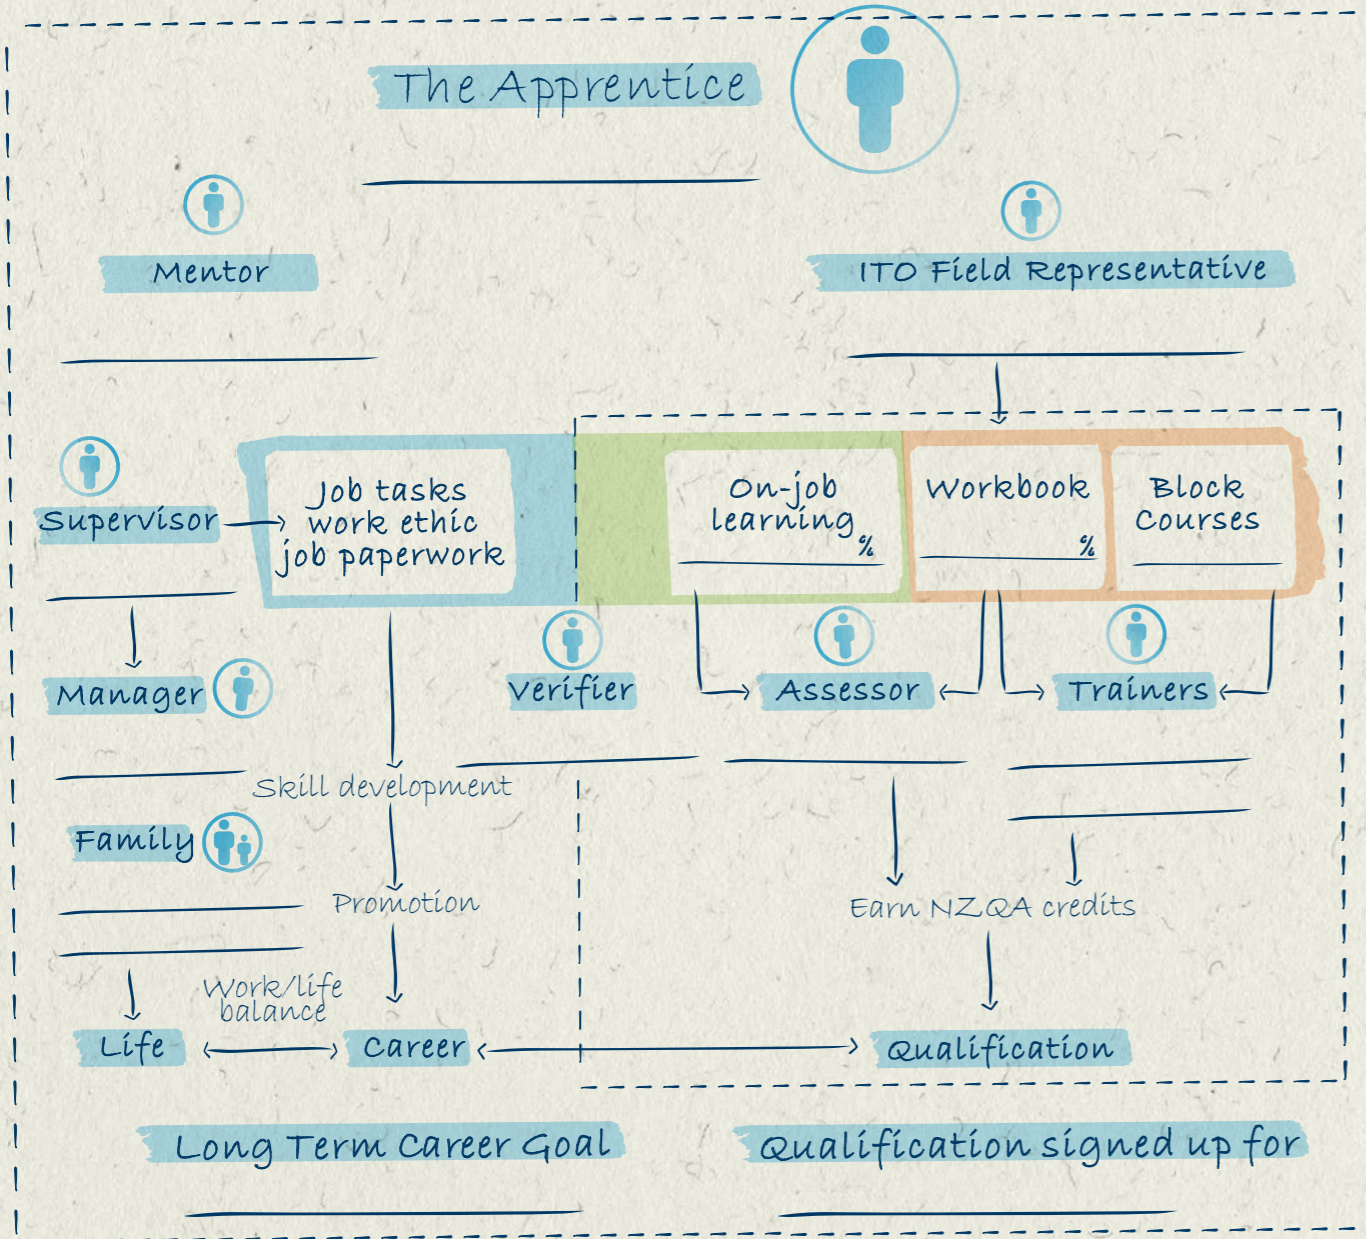 The Apprentice
Mentor
ITO Field Representative
Supervisor
Job tasks
work ethic
job paperwork
On-job
learning
%
Workbook
%
Block
Courses
Manager
Verifier
Assessor
Trainers
Skill development
Family
Promotion
Earn NZQA credits
Work/life
balance
Life
Career
Qualification
Long Term Career Goal
Qualification signed up for